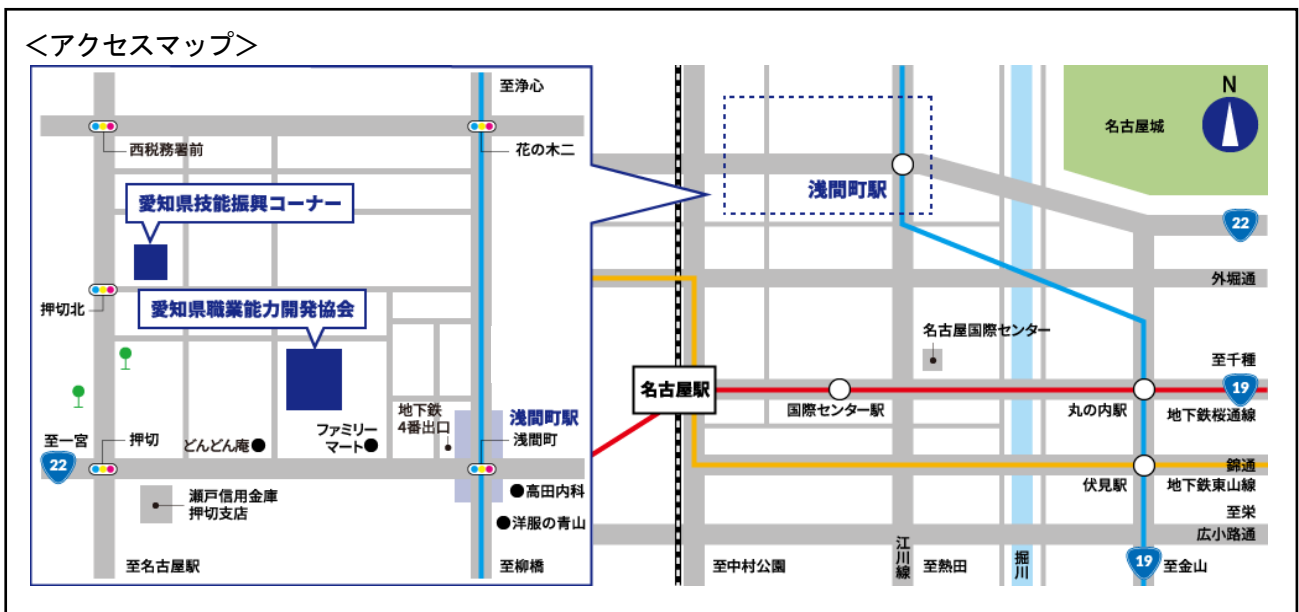 <アクセスマップ>
至浄心
西税務署前
花の木二
愛知県技能振興コーナー
押切北
愛知県職業能力開発協会
地下鉄
4番出口
浅間町駅
浅間町
ファミリー
マート
どんどん庵
至一宮
押切
22
瀬戸信用金庫
押切支店
高田内科
洋服の青山
至名古屋駅
至柳橋
N
名古屋城
浅間町駅
22
外堀通
名古屋国際センター
至千種
名古屋駅
19
国際センター駅
丸の内駅
地下鉄桜通線
錦通
伏見駅
地下鉄東山線
至栄
広小路通
至中村公園
江川線
至熱田
堀川
19
至金山